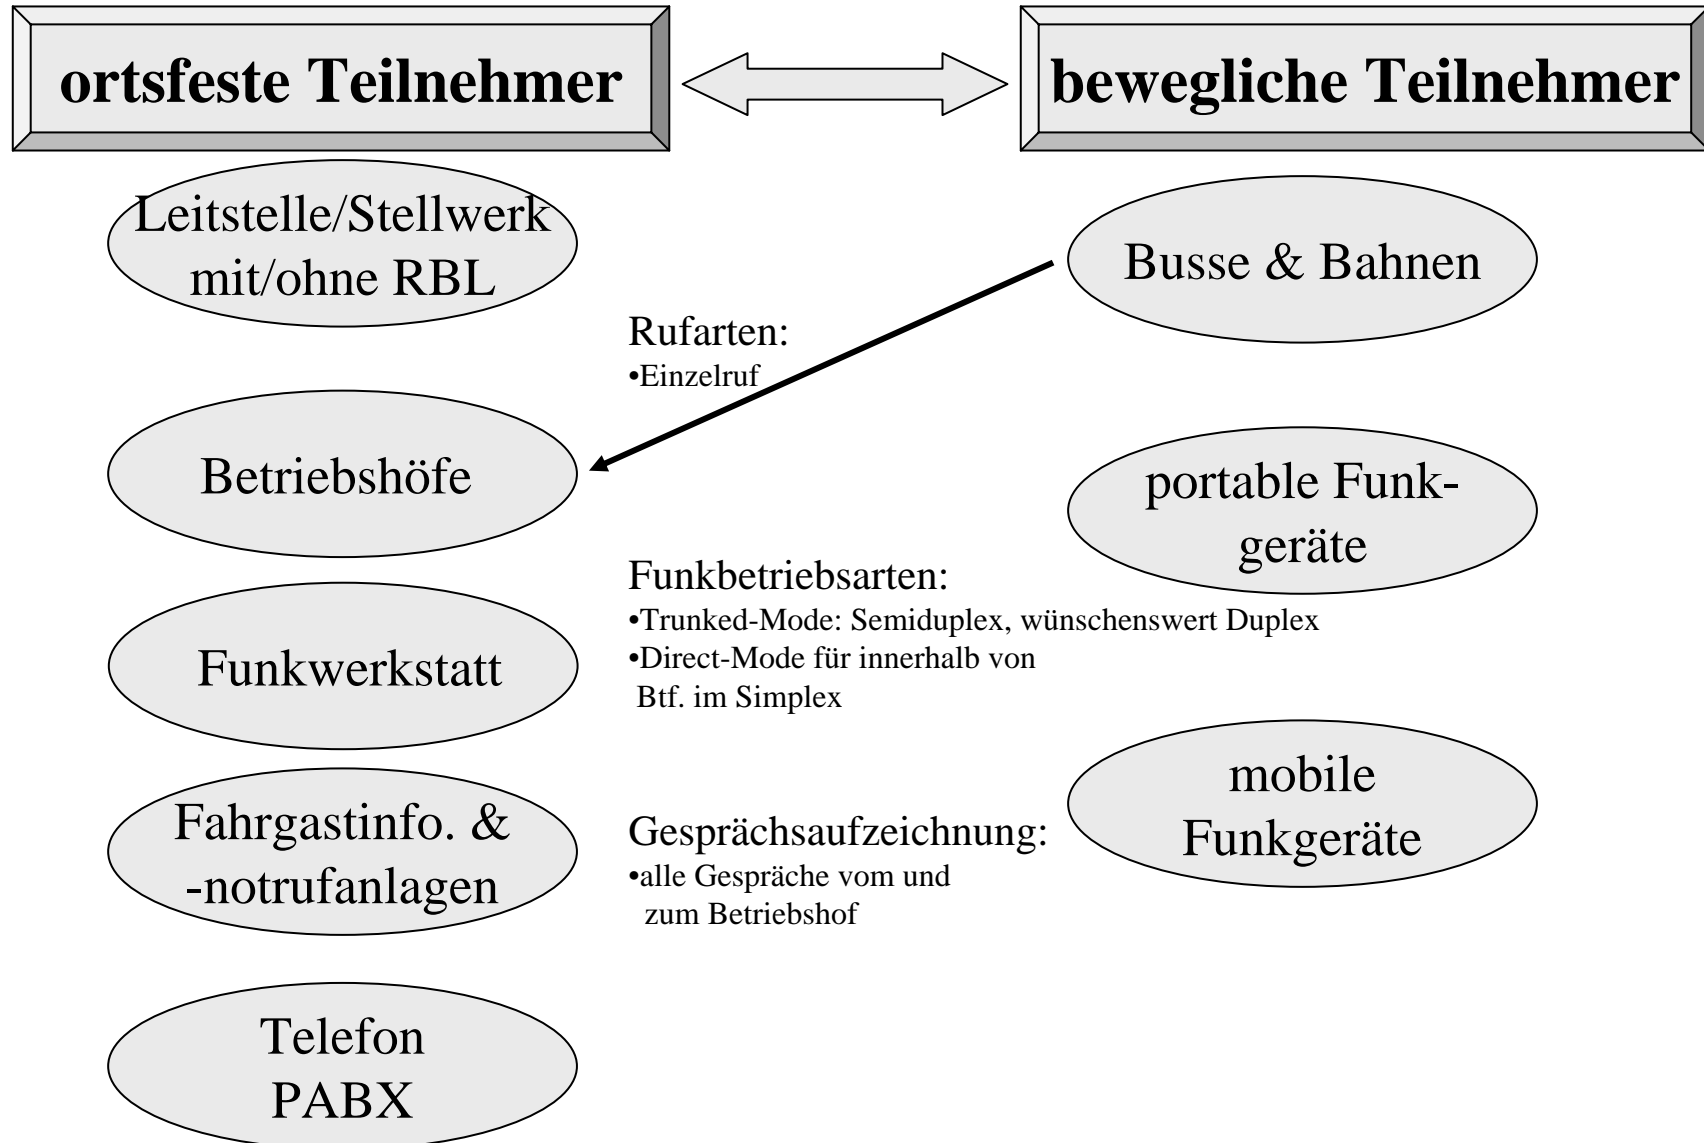 ortsfeste Teilnehmer
bewegliche Teilnehmer
Leitstelle/Stellwerk
mit/ohne RBL
Betriebshöfe
Funkwerkstatt
Fahrgastinfo. &
-notrufanlagen
Telefon
PABX
Rufarten:
•Einzelruf
Funkbetriebsarten:
•Trunked-Mode: Semiduplex, wünschenswert Duplex
•Direct-Mode für innerhalb von
Btf. im Simplex
Gesprächsaufzeichnung:
•alle Gespräche vom und
zum Betriebshof
Busse & Bahnen
portable Funk-
geräte
mobile
Funkgeräte